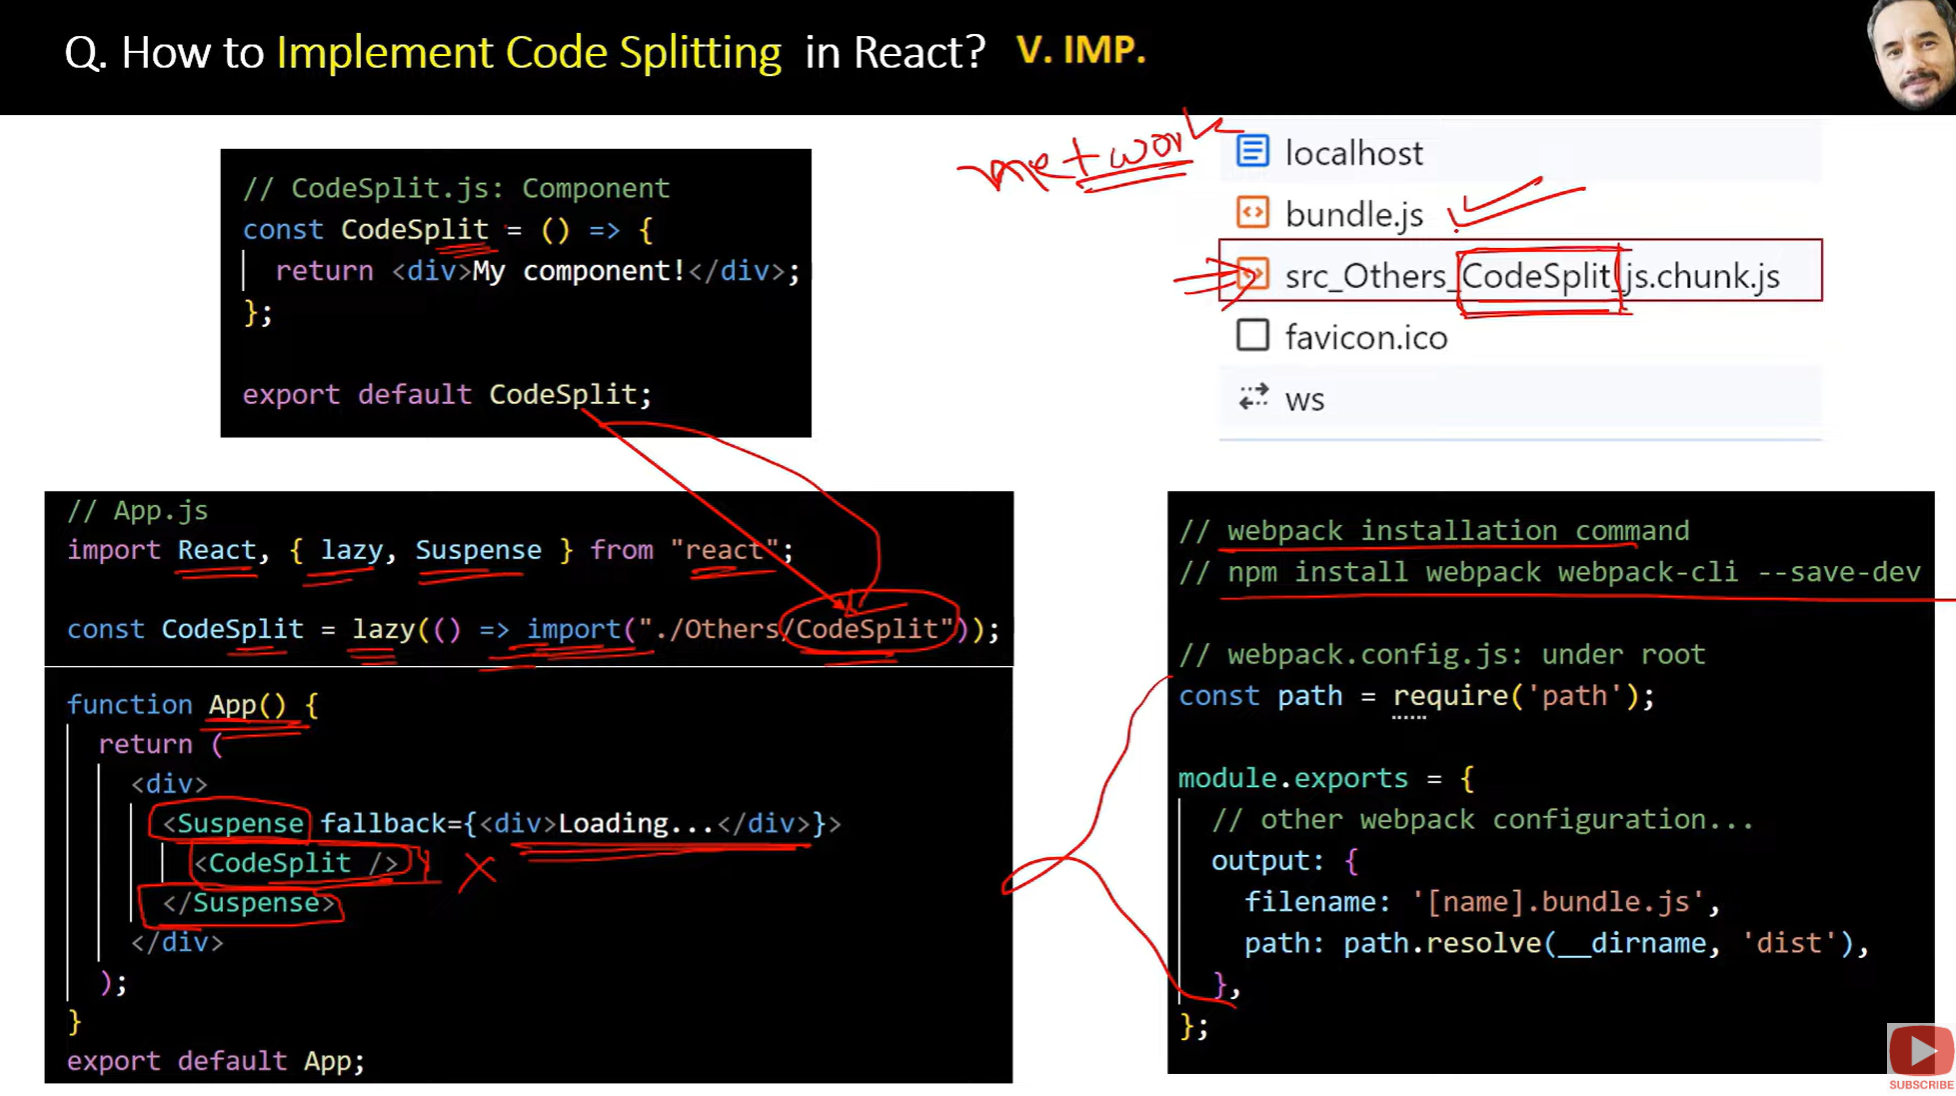 Q. How to Implement Code Splitting in React? V. IMP.
// CodeSplit.js: Component
const CodeSplit = () => {
return <div>My component!</div>;
};
export default CodeSplit;
network
localhost
bundle.js
src_Others_CodeSplit_js.chunk.js
favicon.ico
ws
// App.js
import React, { lazy, Suspense } from "react";
const CodeSplit = lazy(() => import("./Others/CodeSplit"));
function App() {
return (
<div>
<Suspense fallback={<div>Loading...</div>}>
<CodeSplit />
</Suspense>
</div>
);
}
export default App;
// webpack installation command
// npm install webpack webpack-cli --save-dev
// webpack.config.js: under root
const path = require('path');
module.exports = {
// other webpack configuration...
output: {
filename: '[name].bundle.js',
path: path.resolve(__dirname, 'dist'),
},
};
SUBSCRIBE